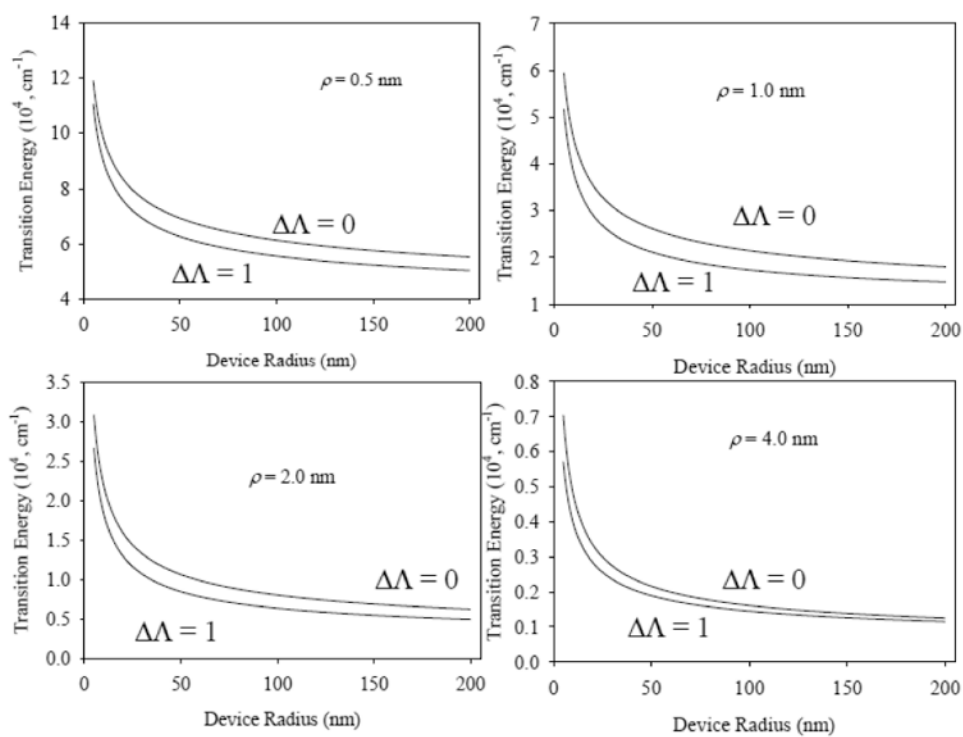 14
12
10
8
6
4
Transition Energy (10⁴, cm⁻¹)
ρ = 0.5 nm
ΔΛ = 0
ΔΛ = 1
0 50 100 150 200
Device Radius (nm)
7
6
5
4
3
2
1
Transition Energy (10⁴, cm⁻¹)
ρ = 1.0 nm
ΔΛ = 0
ΔΛ = 1
0 50 100 150 200
Device Radius (nm)
3.5
3.0
2.5
2.0
1.5
1.0
0.5
0.0
Transition Energy (10⁴, cm⁻¹)
ρ = 2.0 nm
ΔΛ = 0
ΔΛ = 1
0 50 100 150 200
Device Radius (nm)
0.8
0.7
0.6
0.5
0.4
0.3
0.2
0.1
0.0
Transition Energy (10⁴, cm⁻¹)
ρ = 4.0 nm
ΔΛ = 0
ΔΛ = 1
0 50 100 150 200
Device Radius (nm)